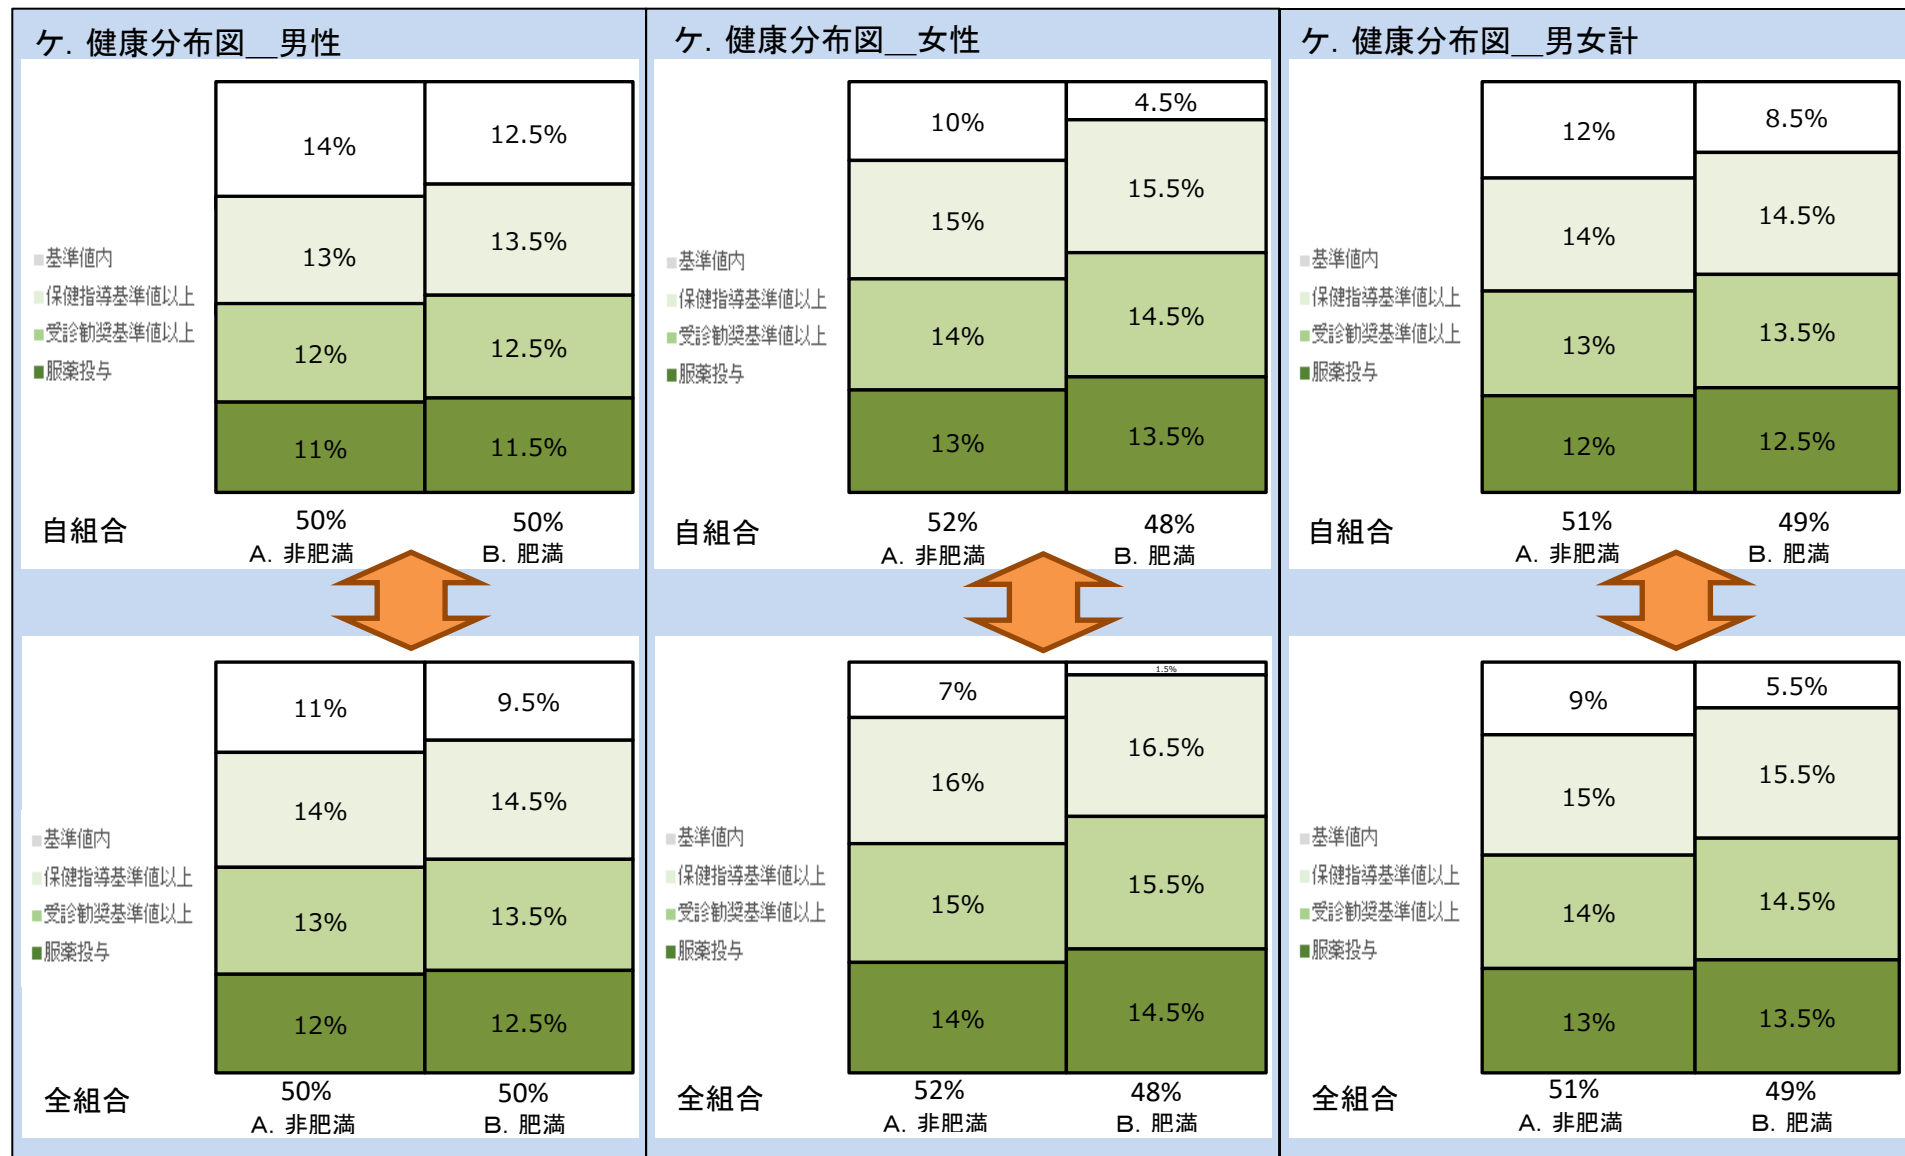 ケ. 健康分布図__男性
14%
12.5%
13%
13.5%
12%
12.5%
11%
11.5%
基準値内
保健指導基準値以上
受診勧奨基準値以上
服薬投与
自組合
50%
50%
A. 非肥満
B. 肥満
11%
9.5%
14%
14.5%
13%
13.5%
12%
12.5%
基準値内
保健指導基準値以上
受診勧奨基準値以上
服薬投与
全組合
50%
50%
A. 非肥満
B. 肥満
ケ. 健康分布図__女性
10%
4.5%
15%
15.5%
14%
14.5%
13%
13.5%
基準値内
保健指導基準値以上
受診勧奨基準値以上
服薬投与
自組合
52%
48%
A. 非肥満
B. 肥満
7%
1.5%
16%
16.5%
15%
15.5%
14%
14.5%
基準値内
保健指導基準値以上
受診勧奨基準値以上
服薬投与
全組合
52%
48%
A. 非肥満
B. 肥満
ケ. 健康分布図__男女計
12%
8.5%
14%
14.5%
13%
13.5%
12%
12.5%
基準値内
保健指導基準値以上
受診勧奨基準値以上
服薬投与
自組合
51%
49%
A. 非肥満
B. 肥満
9%
5.5%
15%
15.5%
14%
14.5%
13%
13.5%
基準値内
保健指導基準値以上
受診勧奨基準値以上
服薬投与
全組合
51%
49%
A. 非肥満
B. 肥満